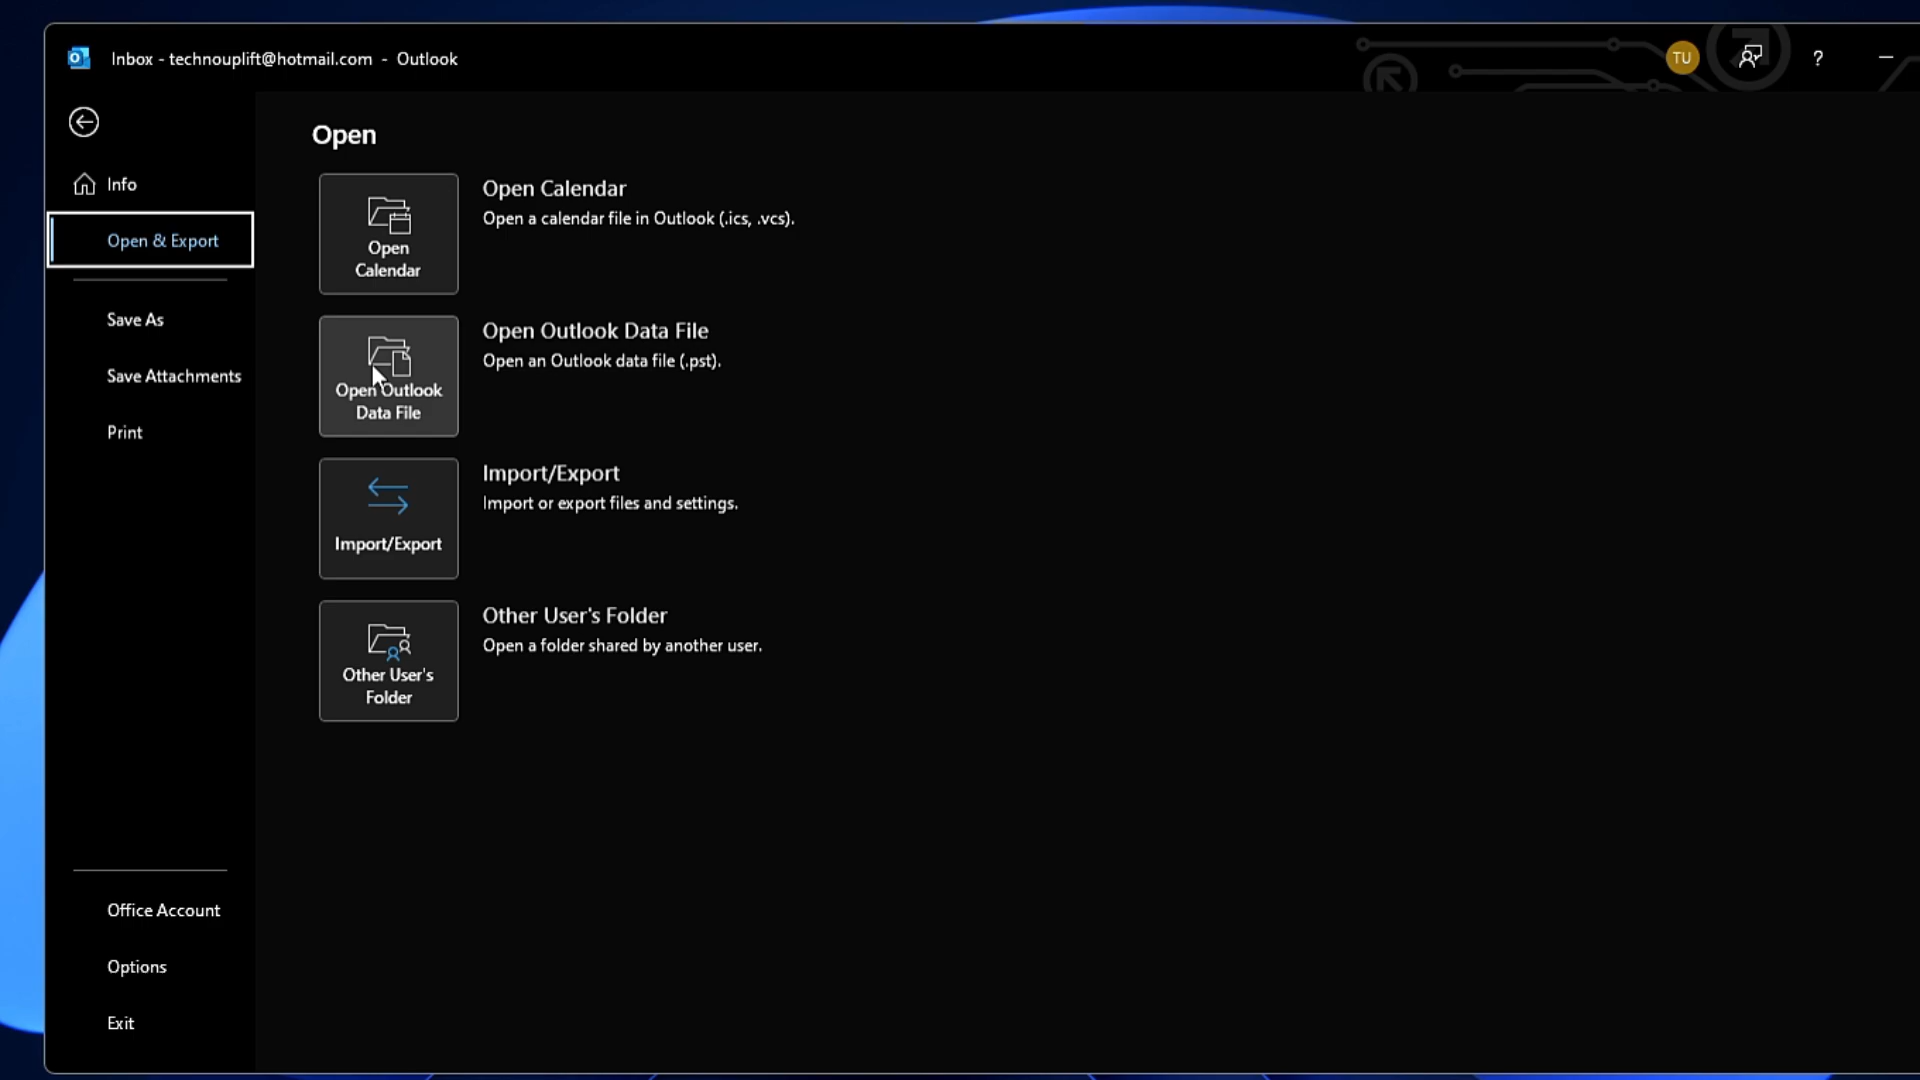 Inbox - technouplift@hotmail.com - Outlook
TU
?
Info
Open & Export
Save As
Save Attachments
Print
Office Account
Options
Exit
Open
Open
Calendar
Open Calendar
Open a calendar file in Outlook (.ics, .vcs).
Open Outlook
Data File
Open Outlook Data File
Open an Outlook data file (.pst).
Import/Export
Import/Export
Import or export files and settings.
Other User's
Folder
Other User's Folder
Open a folder shared by another user.